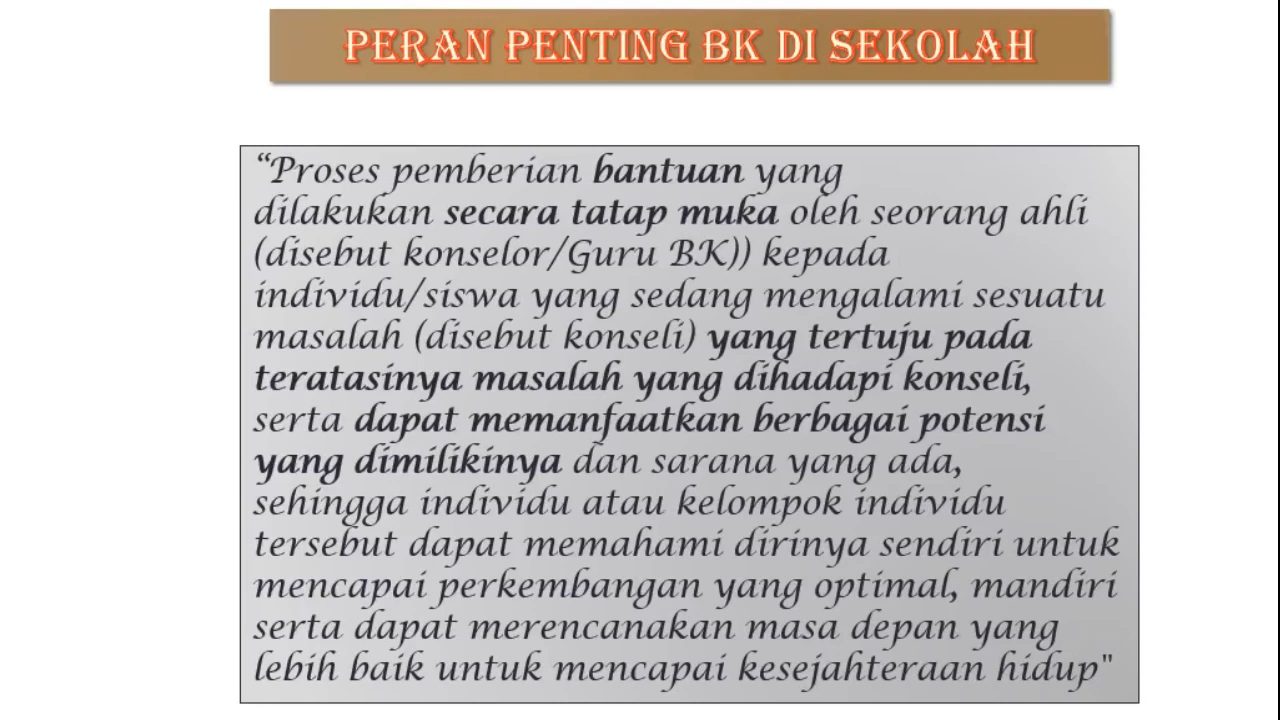 PERAN PENTING BK DI SEKOLAH
“Proses pemberian bantuan yang
dilakukan secara tatap muka oleh seorang ahli
(disebut konselor/Guru BK)) kepada
individu/siswa yang sedang mengalami sesuatu
masalah (disebut konseli) yang tertuju pada
teratasinya masalah yang dihadapi konseli,
serta dapat memanfaatkan berbagai potensi
yang dimilikinya dan sarana yang ada,
sehingga individu atau kelompok individu
tersebut dapat memahami dirinya sendiri untuk
mencapai perkembangan yang optimal, mandiri
serta dapat merencanakan masa depan yang
lebih baik untuk mencapai kesejahteraan hidup"